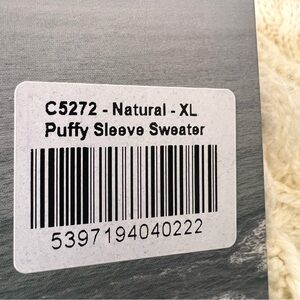 C5272 - Natural - XL
Puffy Sleeve Sweater
5397194040222